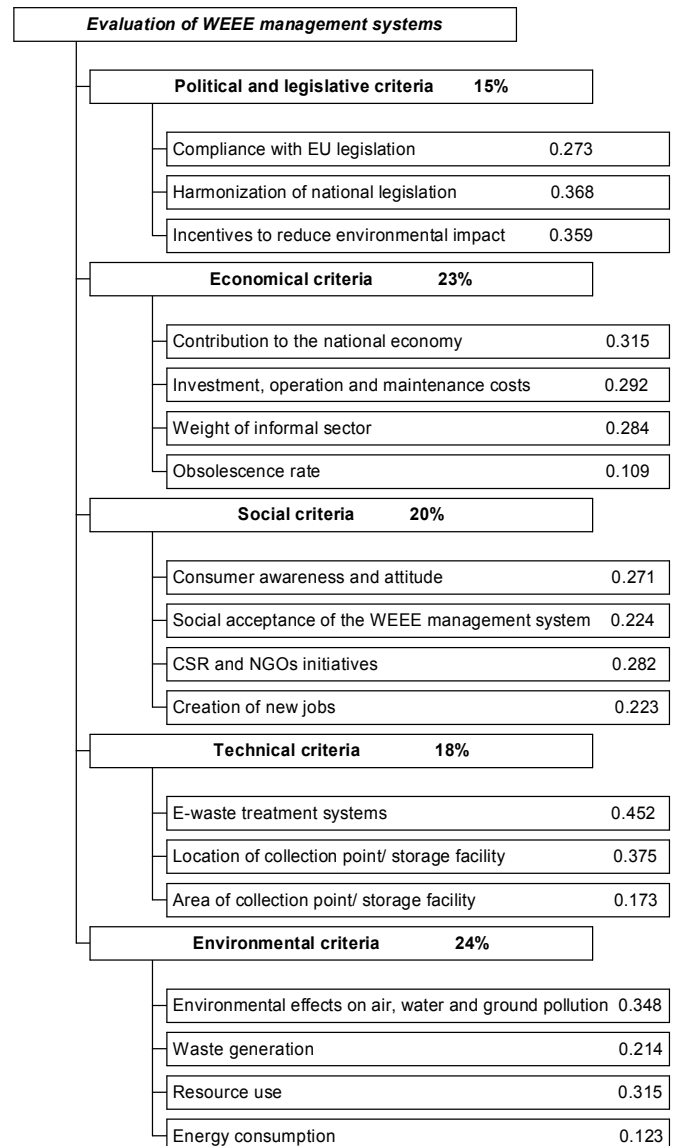 Evaluation of WEEE management systems
Political and legislative criteria 15%
Compliance with EU legislation 0.273
Harmonization of national legislation 0.368
Incentives to reduce environmental impact 0.359
Economical criteria 23%
Contribution to the national economy 0.315
Investment, operation and maintenance costs 0.292
Weight of informal sector 0.284
Obsolescence rate 0.109
Social criteria 20%
Consumer awareness and attitude 0.271
Social acceptance of the WEEE management system 0.224
CSR and NGOs initiatives 0.282
Creation of new jobs 0.223
Technical criteria 18%
E-waste treatment systems 0.452
Location of collection point/ storage facility 0.375
Area of collection point/ storage facility 0.173
Environmental criteria 24%
Environmental effects on air, water and ground pollution 0.348
Waste generation 0.214
Resource use 0.315
Energy consumption 0.123